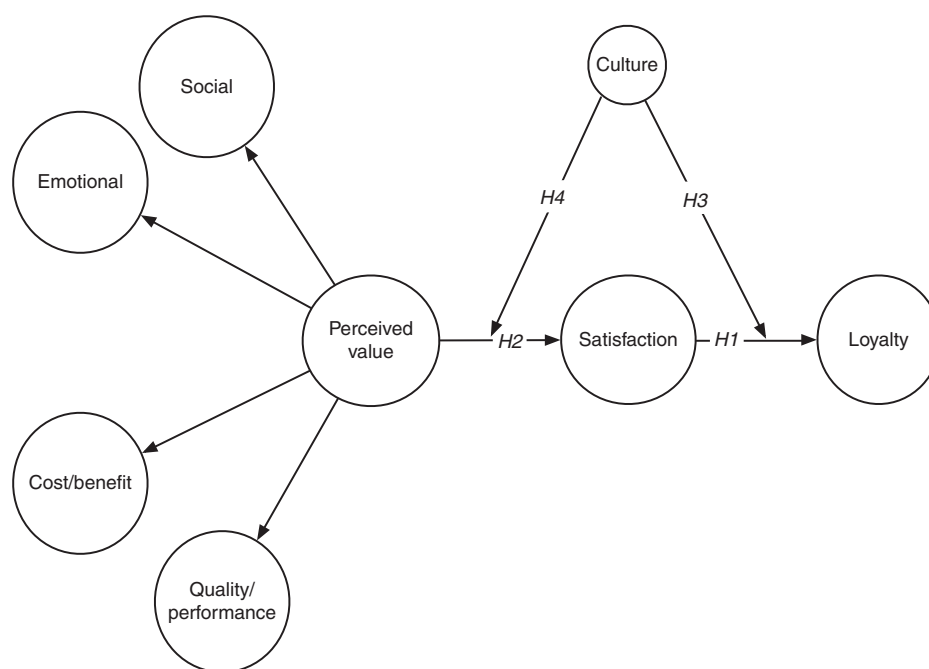 Social
Culture
Emotional
H4
H3
Perceived
value
H2
Satisfaction
H1
Loyalty
Cost/benefit
Quality/
performance